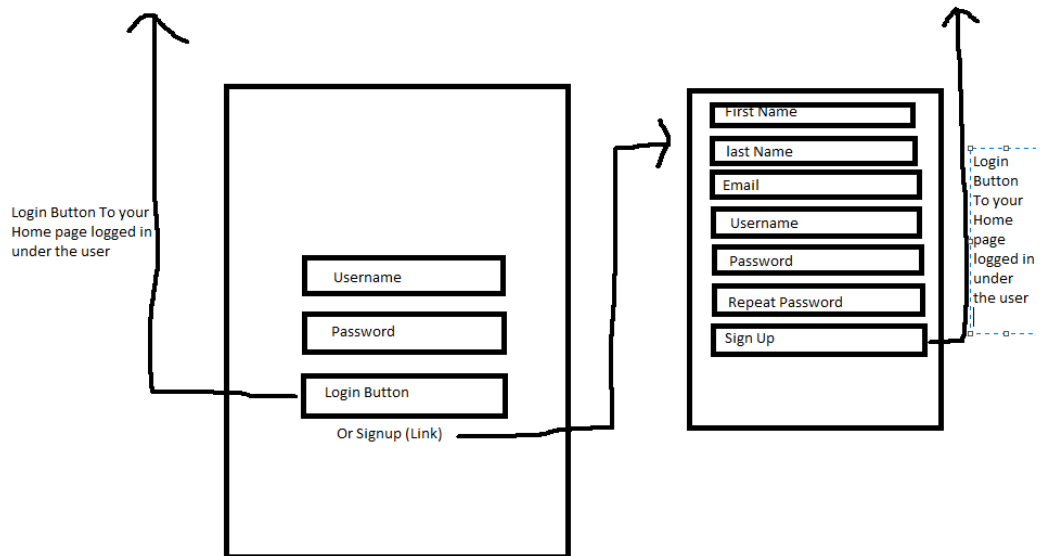 Login Button To your
Home page logged in
under the user
Username
Password
Login Button
Or Signup (Link)
First Name
last Name
Email
Username
Password
Repeat Password
Sign Up
Login
Button
To your
Home
page
logged in
under
the user